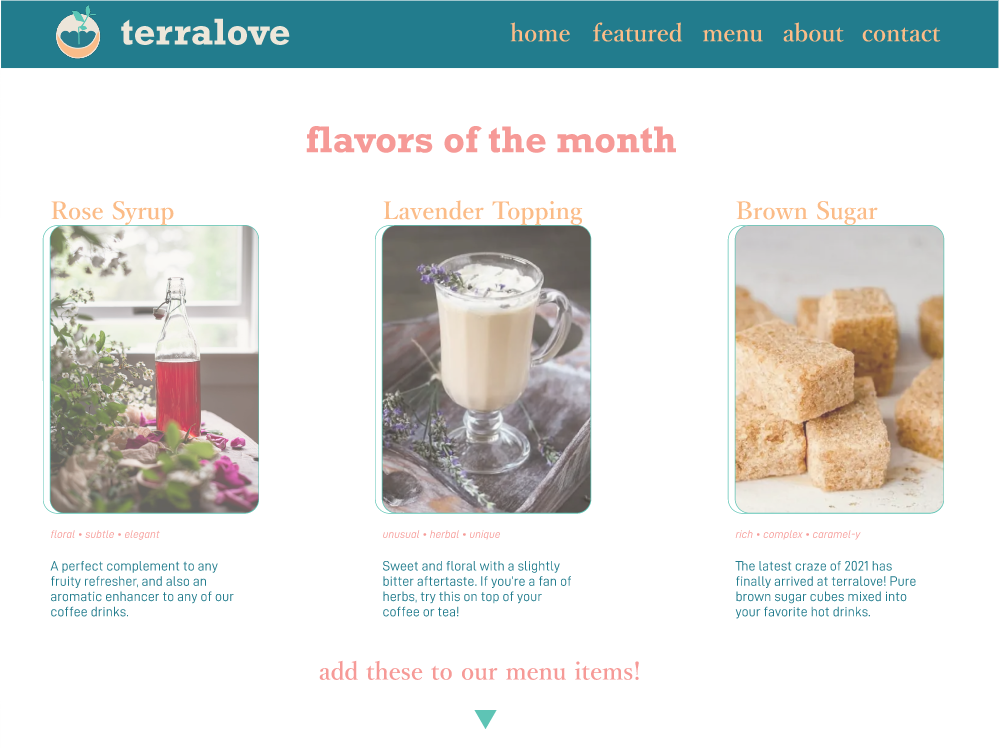 terralove
home featured menu about contact
flavors of the month
Rose Syrup
floral • subtle • elegant
A perfect complement to any
fruity refresher, and also an
aromatic enhancer to any of our
coffee drinks.
Lavender Topping
unusual • herbal • unique
Sweet and floral with a slightly
bitter aftertaste. If you're a fan of
herbs, try this on top of your
coffee or tea!
Brown Sugar
rich • complex • caramel-y
The latest craze of 2021 has
finally arrived at terralove! Pure
brown sugar cubes mixed into
your favorite hot drinks.
add these to our menu items!